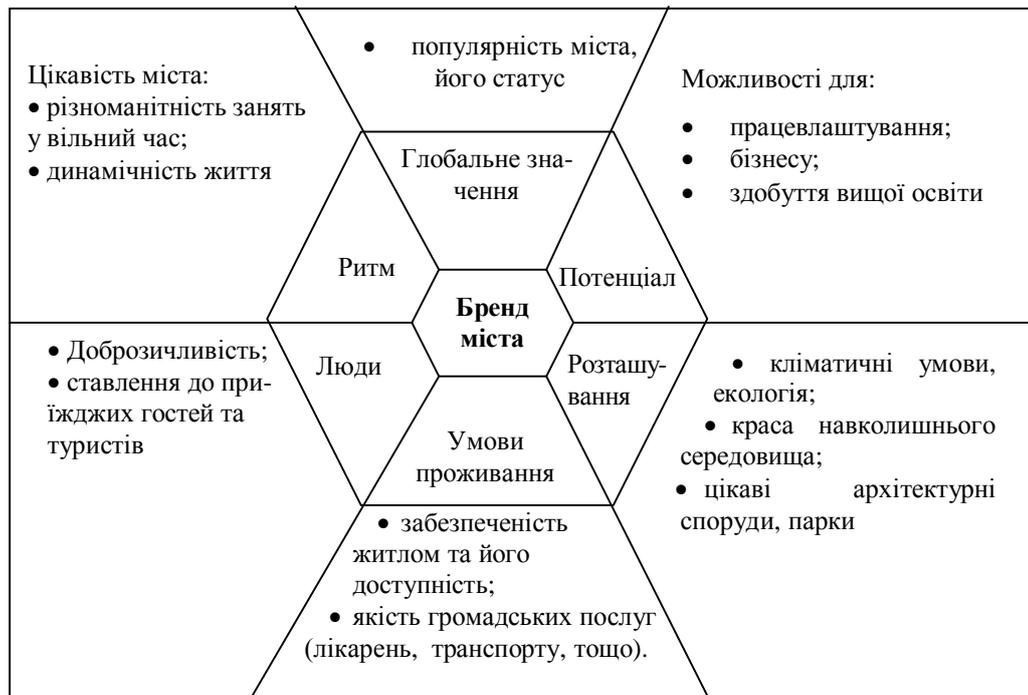 Цікавість міста:
• різноманітність занять
у вільний час;
• динамічність життя
• популярність міста,
його статус
Можливості для:
• працевлаштування;
• бізнесу;
• здобуття вищої освіти
Глобальне зна-
чення
Ритм
Потенціал
Бренд
міста
Люди
Розташу-
вання
Умови
проживання
• Доброзичливість;
• ставлення до при-
їжджих гостей та
туристів
• кліматичні умови,
екологія;
• краса навколишнього
середовища;
• цікаві архітектурні
споруди, парки
• забезпеченість
житлом та його
доступність;
• якість громадських послуг
(лікарень, транспорту, тощо).